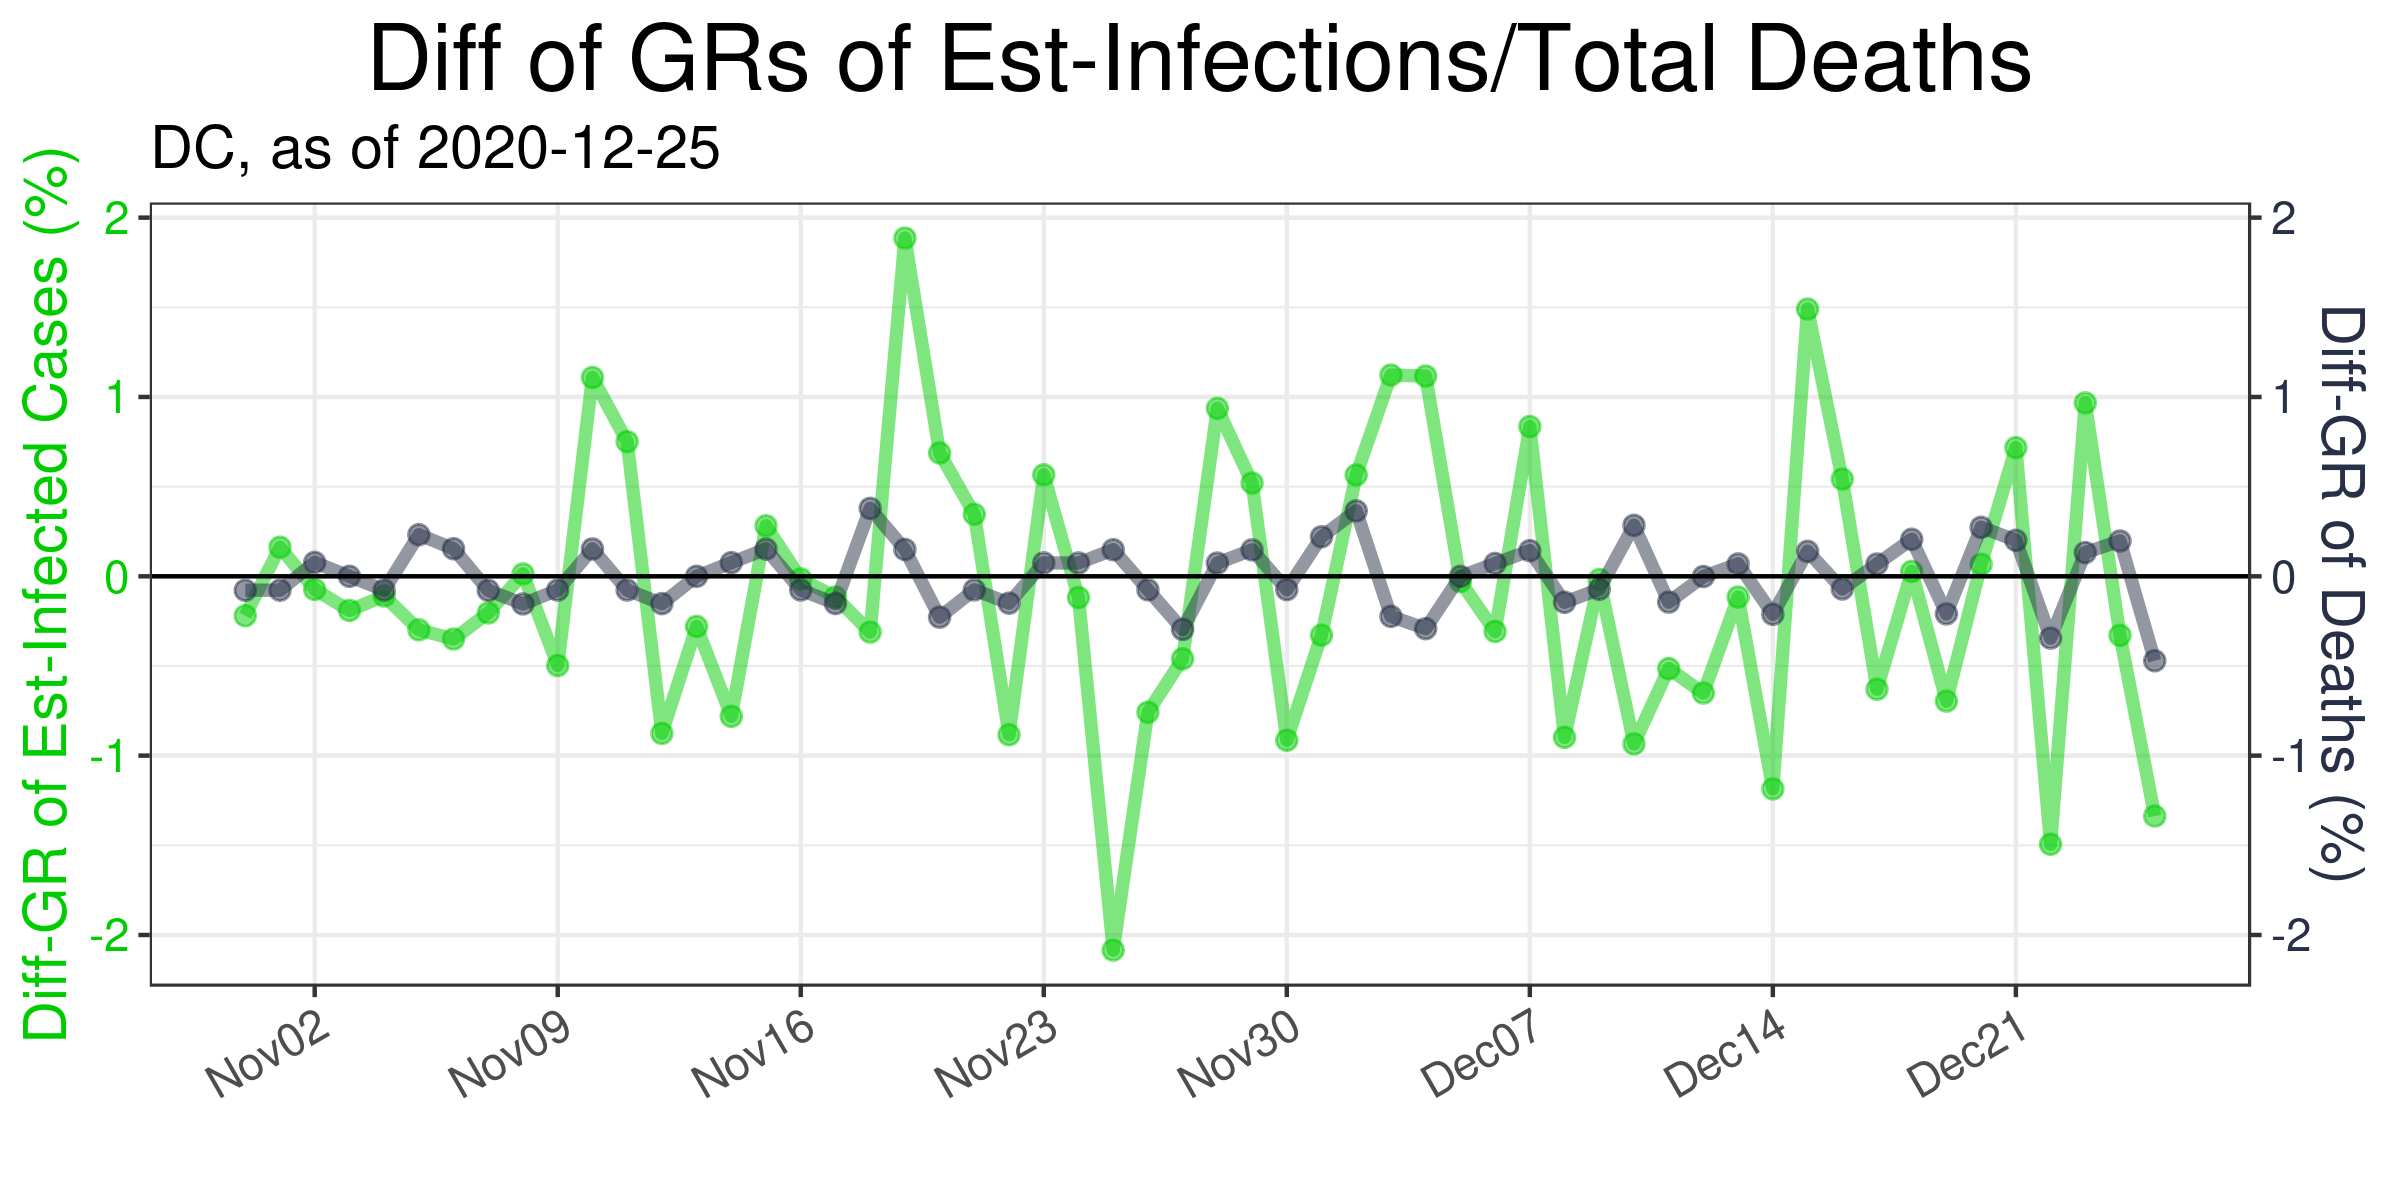 Diff of GRs of Est-Infections/Total Deaths
DC, as of 2020-12-25
Diff-GR of Est-Infected Cases (%)
2
1
0
-1
-2
2
1
0
-1
-2
Diff-GR of Deaths (%)
Nov02
Nov09
Nov16
Nov23
Nov30
Dec07
Dec14
Dec21